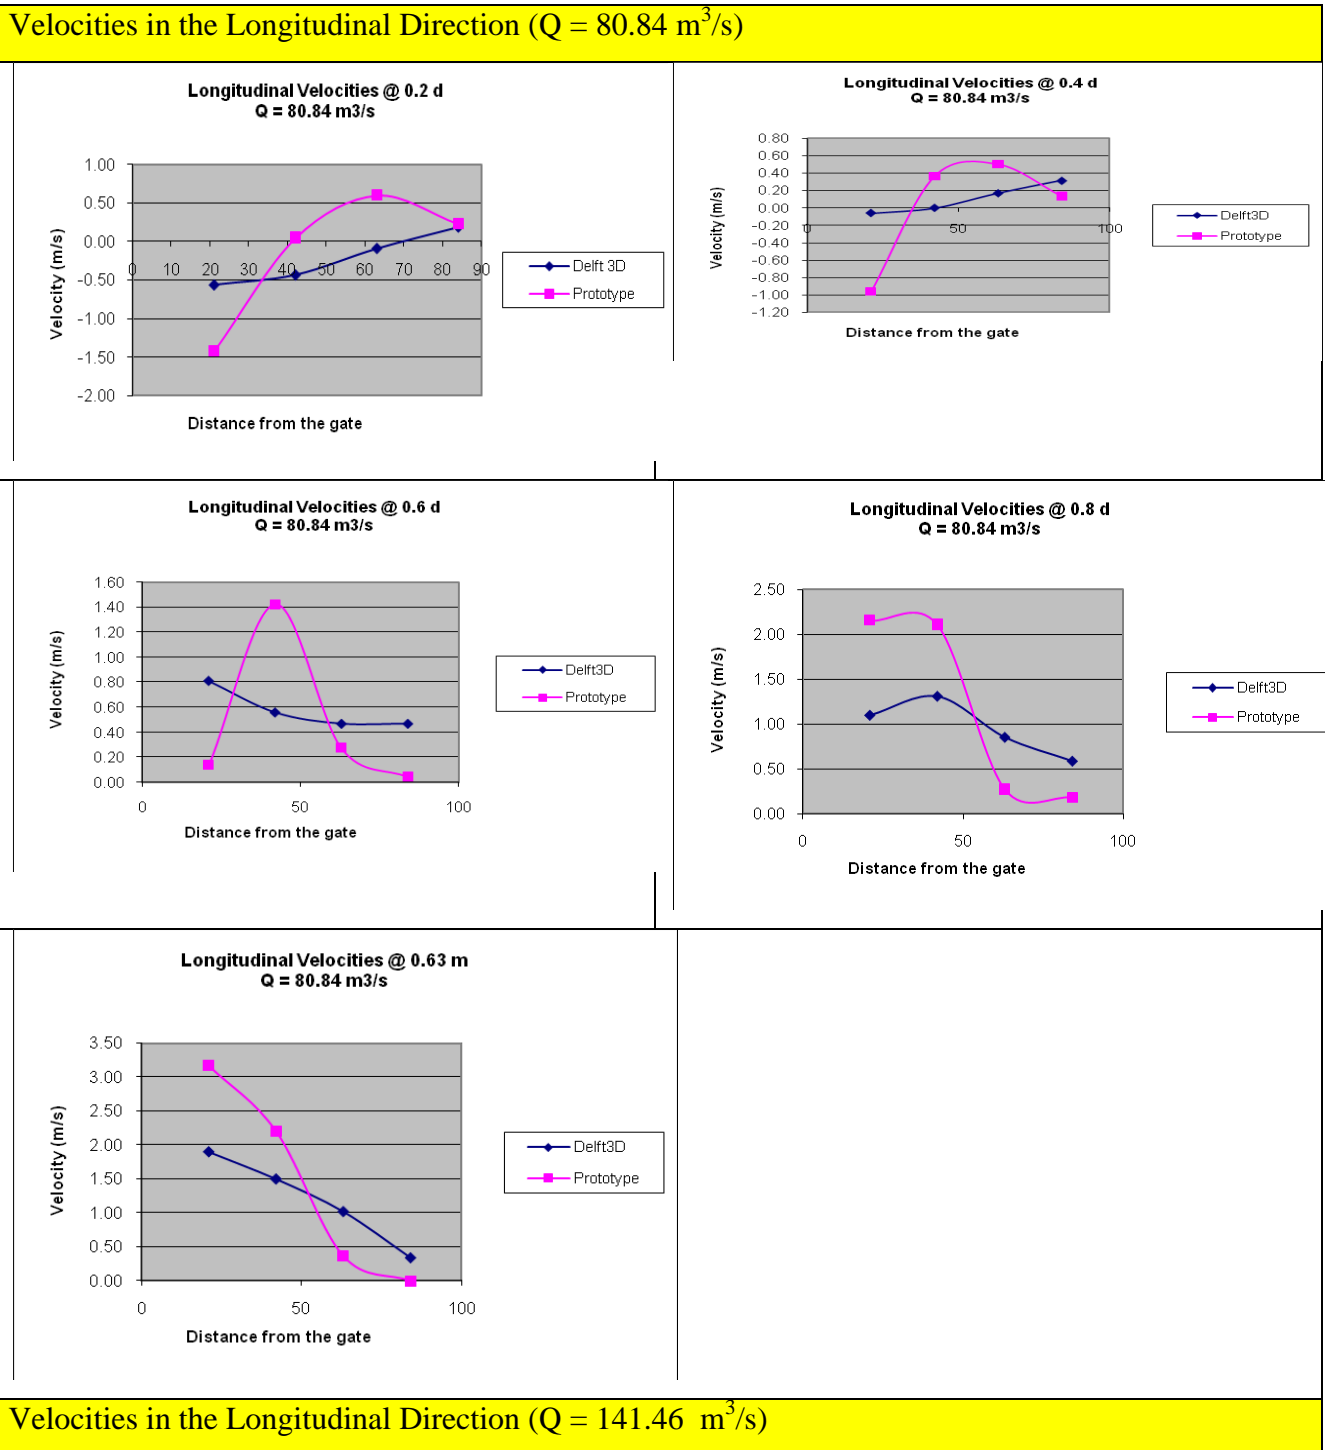 Velocities in the Longitudinal Direction (Q = 80.84 m³/s)
Longitudinal Velocities @ 0.2 d
Q = 80.84 m3/s
1.00
0.50
0.00
-0.50
-1.00
-1.50
-2.00
0 10 20 30 40 50 60 70 80 90
Velocity (m/s)
Distance from the gate
Delft 3D
Prototype
Longitudinal Velocities @ 0.4 d
Q = 80.84 m3/s
0.80
0.60
0.40
0.20
0.00
-0.20
-0.40
-0.60
-0.80
-1.00
-1.20
0 50 100
Velocity (m/s)
Distance from the gate
Delft3D
Prototype
Longitudinal Velocities @ 0.6 d
Q = 80.84 m3/s
1.60
1.40
1.20
1.00
0.80
0.60
0.40
0.20
0.00
0 50 100
Velocity (m/s)
Distance from the gate
Delft3D
Prototype
Longitudinal Velocities @ 0.8 d
Q = 80.84 m3/s
2.50
2.00
1.50
1.00
0.50
0.00
0 50 100
Velocity (m/s)
Distance from the gate
Delft3D
Prototype
Longitudinal Velocities @ 0.63 m
Q = 80.84 m3/s
3.50
3.00
2.50
2.00
1.50
1.00
0.50
0.00
0 50 100
Velocity (m/s)
Distance from the gate
Delft3D
Prototype
Velocities in the Longitudinal Direction (Q = 141.46 m³/s)